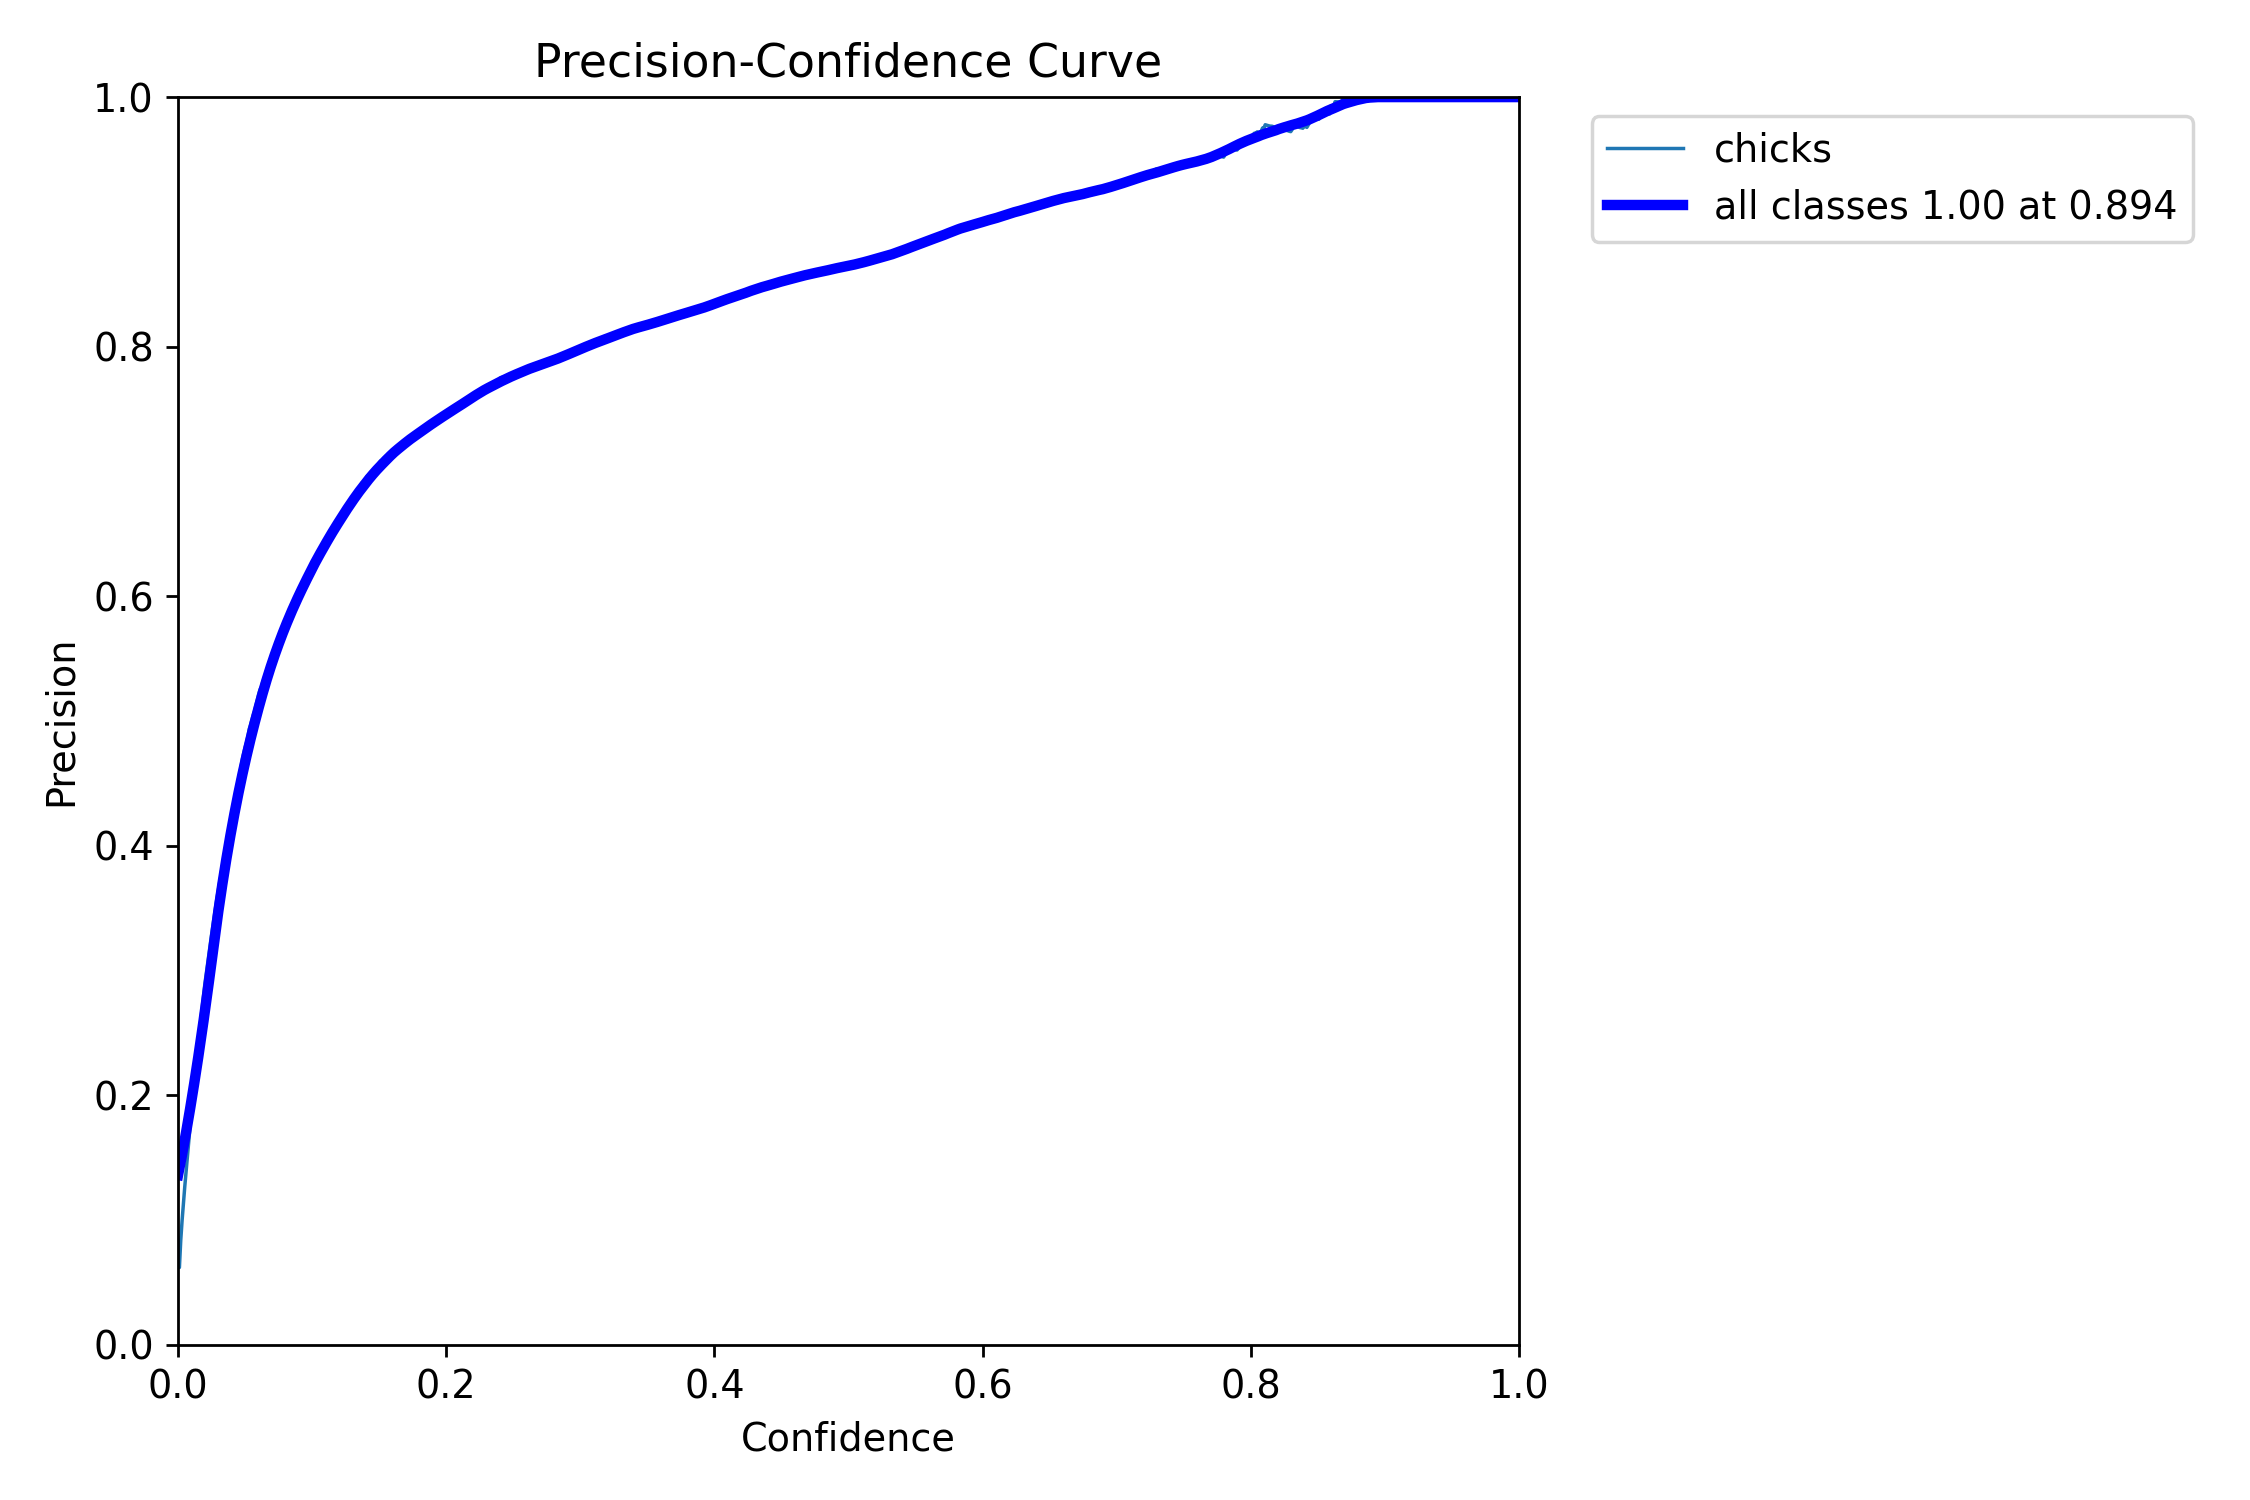 Precision-Confidence Curve
1.0
0.8
0.6
0.4
0.2
0.0
Precision
0.0 0.2 0.4 0.6 0.8 1.0
Confidence
chicks
all classes 1.00 at 0.894